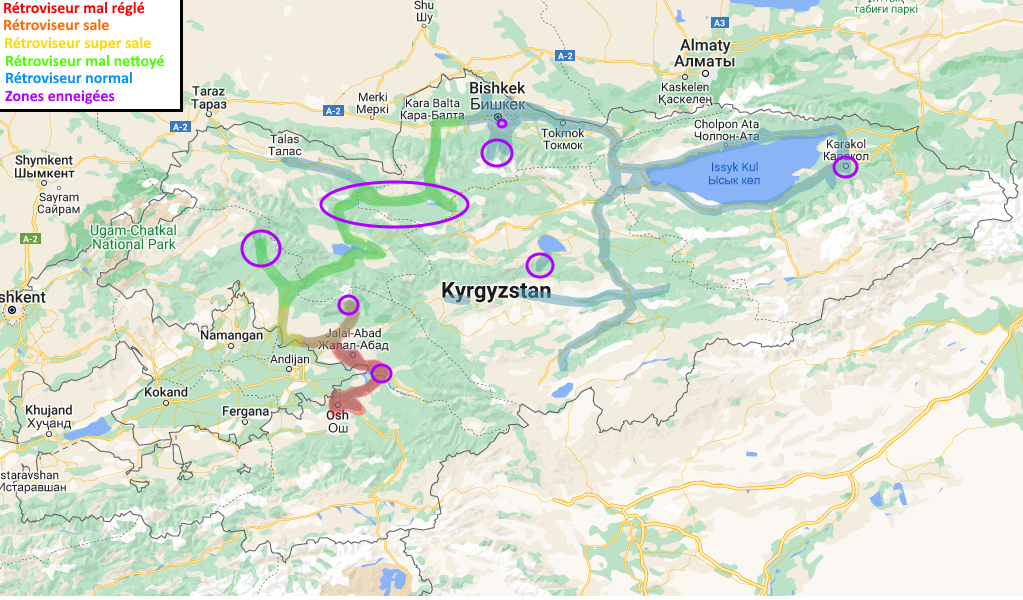 Rétroviseur mal réglé
Rétroviseur sale
Rétroviseur super sale
Rétroviseur mal nettoyé
Rétroviseur normal
Zones enneigées
Shu
Шу
табиғи паркі
A3
A-2
Almaty
Алматы
Taraz
Тараз
Merki
Меркі
Kara Balta
Кара-Балта
Bishkek
Бишкек
Kaskelen
Қаскелең
A-2
A-2
Talas
Талас
Tokmok
Токмок
Cholpon Ata
Чолпон-Ата
Karakol
Каракол
Shymkent
Шымкент
Issyk Kul
Ысык көл
Sayram
Сайрам
A-2
Ugam-Chatkal
National Park
Kyrgyzstan
shkent
Namangan
Jalal-Abad
Жалал-Абад
Andijan
Kokand
Khujand
Хуҷанд
Fergana
Osh
Ош
staravshan
Истаравшан